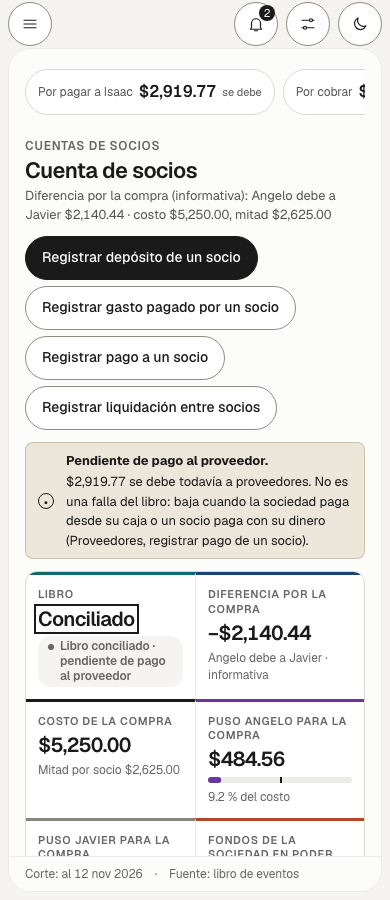 2
Por pagar a Isaac $2,919.77 se debe
Por cobrar $
CUENTAS DE SOCIOS
Cuenta de socios
Diferencia por la compra (informativa): Angelo debe a
Javier $2,140.44 · costo $5,250.00, mitad $2,625.00
Registrar depósito de un socio
Registrar gasto pagado por un socio
Registrar pago a un socio
Registrar liquidación entre socios
Pendiente de pago al proveedor.
$2,919.77 se debe todavía a proveedores. No es
una falla del libro: baja cuando la sociedad paga
desde su caja o un socio paga con su dinero
(Proveedores, registrar pago de un socio).
LIBRO
Conciliado
Libro conciliado ·
pendiente de pago
al proveedor
DIFERENCIA POR LA
COMPRA
−$2,140.44
Angelo debe a Javier ·
informativa
COSTO DE LA COMPRA
$5,250.00
Mitad por socio $2,625.00
PUSO ANGELO PARA LA
COMPRA
$484.56
9.2 % del costo
PUSO JAVIER PARA LA
COMPRA
FONDOS DE LA
SOCIEDAD EN PODER
Corte: al 12 nov 2026 · Fuente: libro de eventos